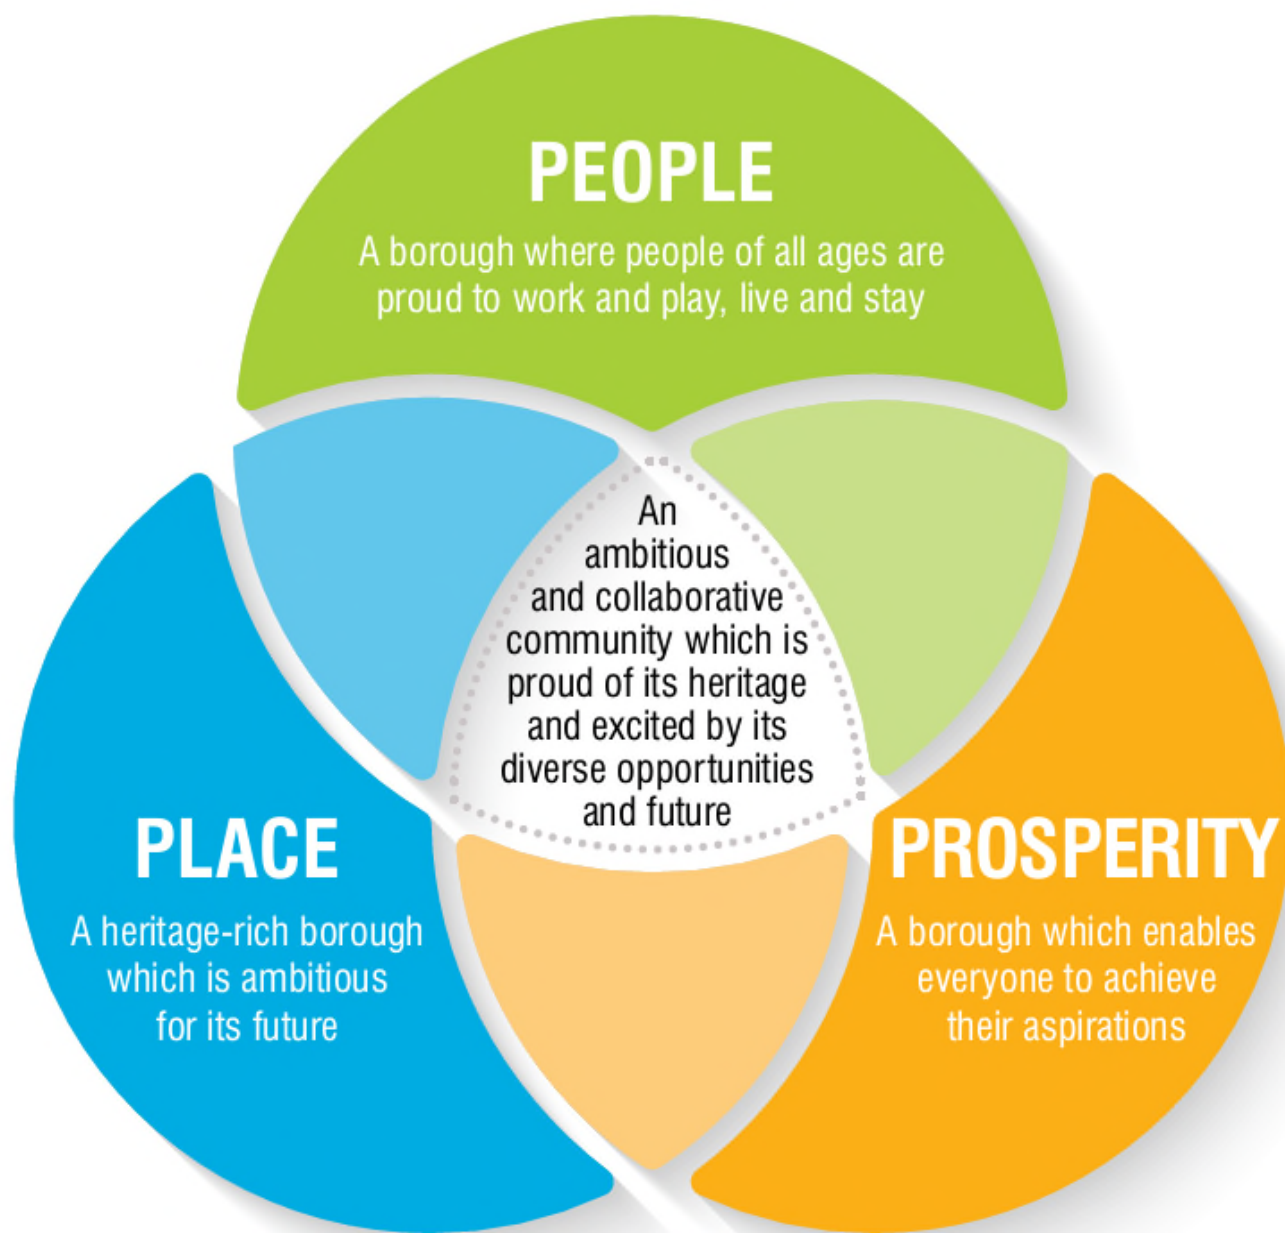 PEOPLE
A borough where people of all ages are
proud to work and play, live and stay
An
ambitious
and collaborative
community which is
proud of its heritage
and excited by its
diverse opportunities
and future
PLACE
A heritage-rich borough
which is ambitious
for its future
PROSPERITY
A borough which enables
everyone to achieve
their aspirations